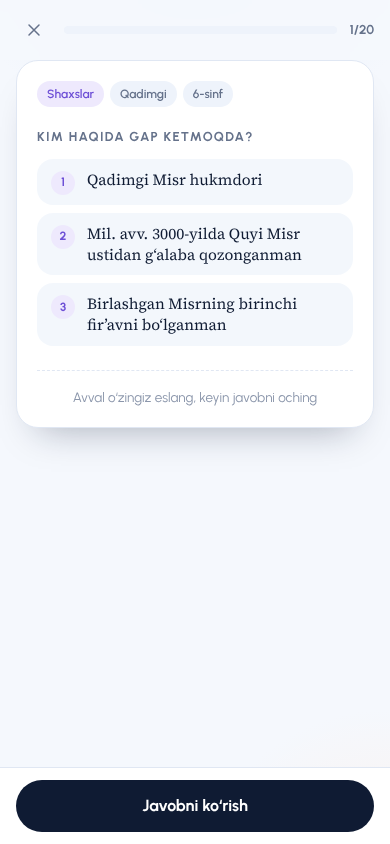 1/20
Shaxslar Qadimgi 6-sinf
KIM HAQIDA GAP KETMOQDA?
1 Qadimgi Misr hukmdori
2 Mil. avv. 3000-yilda Quyi Misr
ustidan g‘alaba qozonganman
3 Birlashgan Misrning birinchi
fir’avni bo‘lganman
Avval o‘zingiz eslang, keyin javobni oching
Javobni ko‘rish